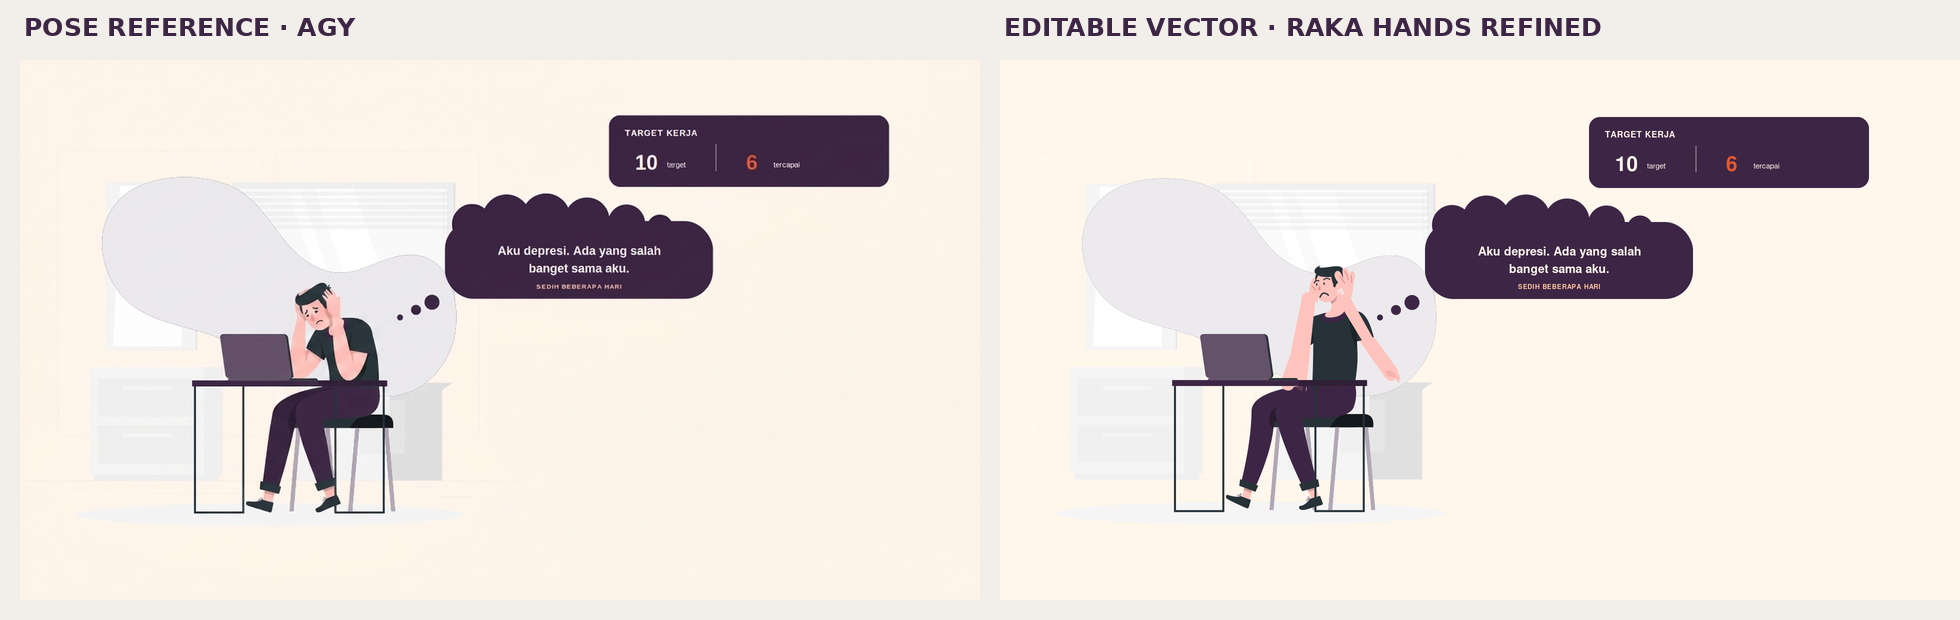 POSE REFERENCE · AGY
TARGET KERJA
10 target 6 tercapai
Aku depresi. Ada yang salah
banget sama aku.
SEDIH BEBERAPA HARI
EDITABLE VECTOR · RAKA HANDS REFINED
TARGET KERJA
10 target 6 tercapai
Aku depresi. Ada yang salah
banget sama aku.
SEDIH BEBERAPA HARI